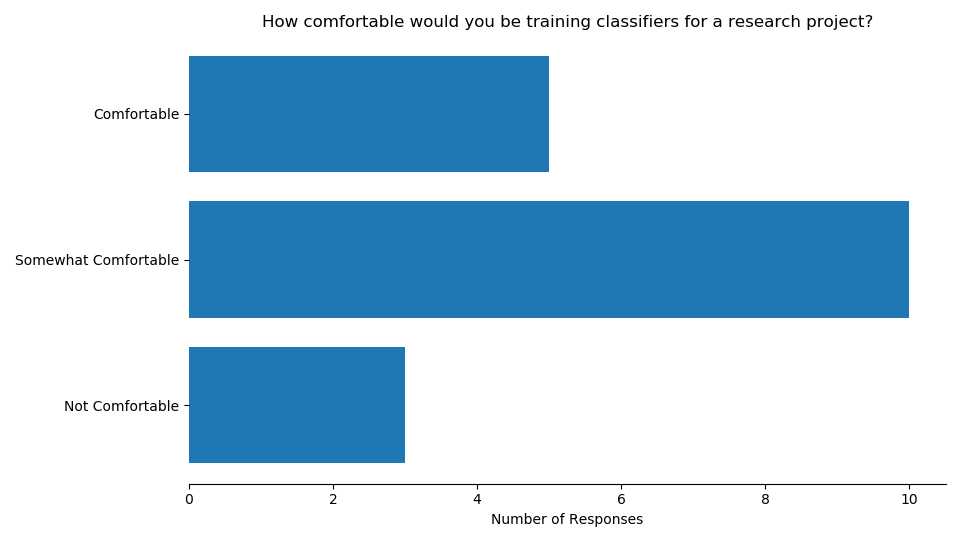 How comfortable would you be training classifiers for a research project?
Comfortable
Somewhat Comfortable
Not Comfortable
0 2 4 6 8 10
Number of Responses